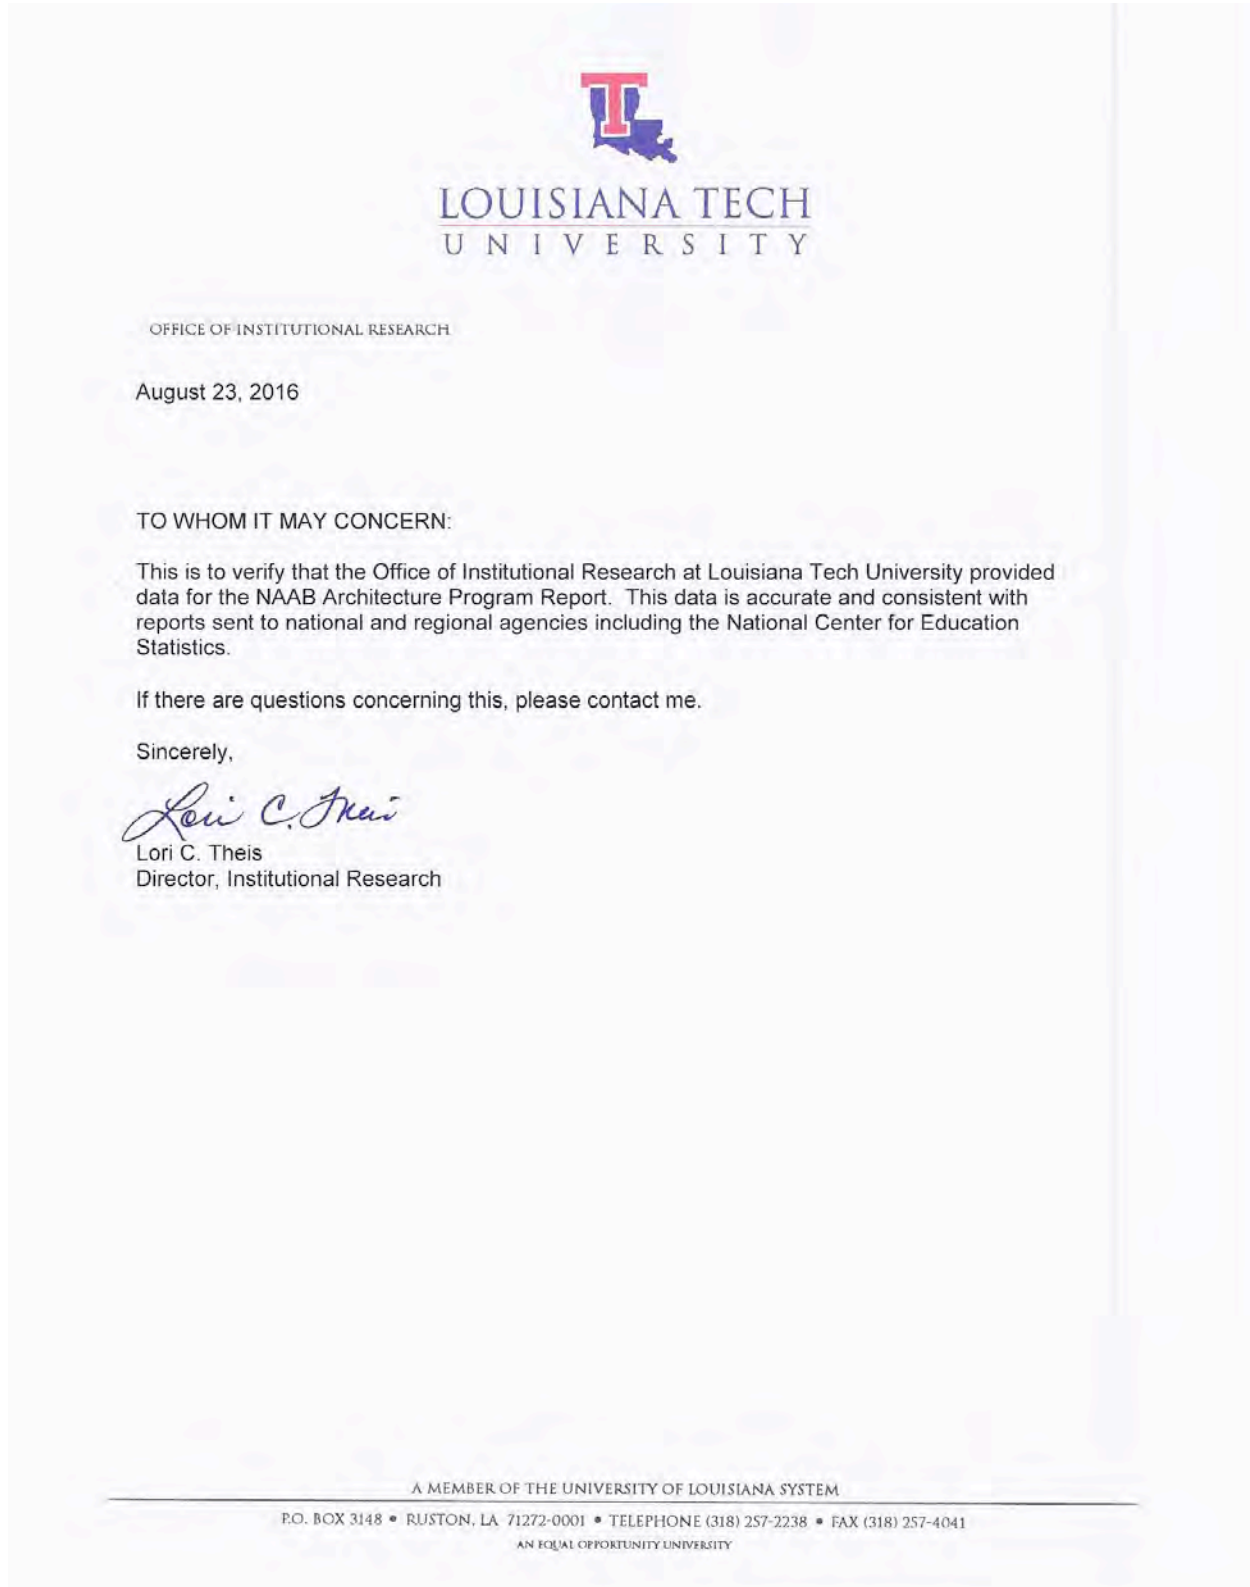 T
LOUISIANA TECH
UNIVERSITY
OFFICE OF INSTITUTIONAL RESEARCH
August 23, 2016
TO WHOM IT MAY CONCERN:
This is to verify that the Office of Institutional Research at Louisiana Tech University provided
data for the NAAB Architecture Program Report. This data is accurate and consistent with
reports sent to national and regional agencies including the National Center for Education
Statistics.
If there are questions concerning this, please contact me.
Sincerely,
Lori C. Theis
Lori C. Theis
Director, Institutional Research
A MEMBER OF THE UNIVERSITY OF LOUISIANA SYSTEM
P.O. BOX 3148 • RUSTON, LA 71272-0001 • TELEPHONE (318) 257-2238 • FAX (318) 257-4041
AN EQUAL OPPORTUNITY UNIVERSITY